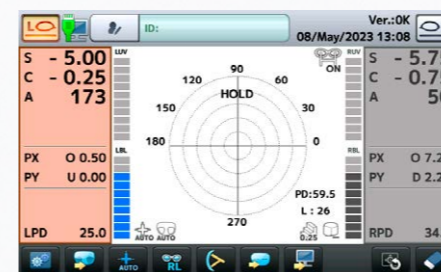 LO
ID:
Ver.:0K
08/May/2023 13:08
S - 5.00
C - 0.25
A 173
PX O 0.50
PY U 0.00
LPD 25.0
LUV
LBL
90
120 60
HOLD
150 30
180 0
270
ON
PD:59.5
L : 26
AUTO AUTO
0.25
RUV
RBL
S - 5.7
C - 0.7
A 5
PX O 7.2
PY D 2.2
RPD 34.
AUTO
RL